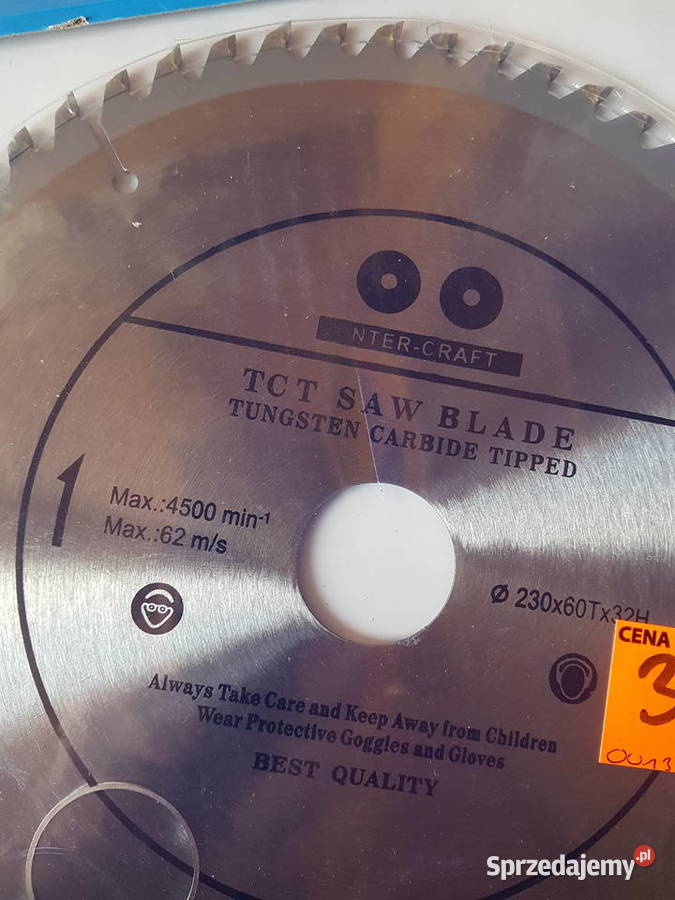 NTER-CRAFT
TCT SAW BLADE
TUNGSTEN CARBIDE TIPPED
Max.:4500 min-1
Max.:62 m/s
Ø 230x60Tx32H
CENA
3
0013
Always Take Care and Keep Away from Children
Wear Protective Goggles and Gloves
BEST QUALITY
Sprzedajemy.pl